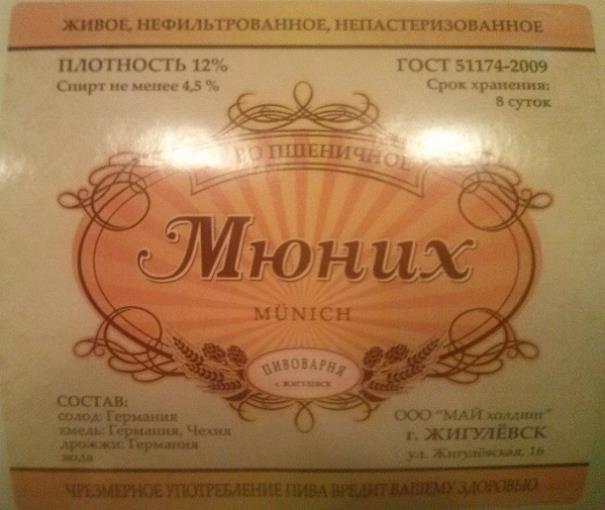 ЖИВОЕ, НЕФИЛЬТРОВАННОЕ, НЕПАСТЕРИЗОВАННОЕ
ПЛОТНОСТЬ 12%
Спирт не менее 4,5 %
ГОСТ 51174-2009
Срок хранения:
8 суток
ПШЕНИЧНОЕ
Мюних
MÜNICH
ПИВОВАРНЯ
г. ЖИГУЛЕВСК
СОСТАВ:
солод: Германия
хмель: Германия, Чехия
дрожжи: Германия
вода
ООО "МАЙ холдинг"
г. ЖИГУЛЁВСК
ул. Жигулёвская, 16
ЧРЕЗМЕРНОЕ УПОТРЕБЛЕНИЕ ПИВА ВРЕДИТ ВАШЕМУ ЗДОРОВЬЮ